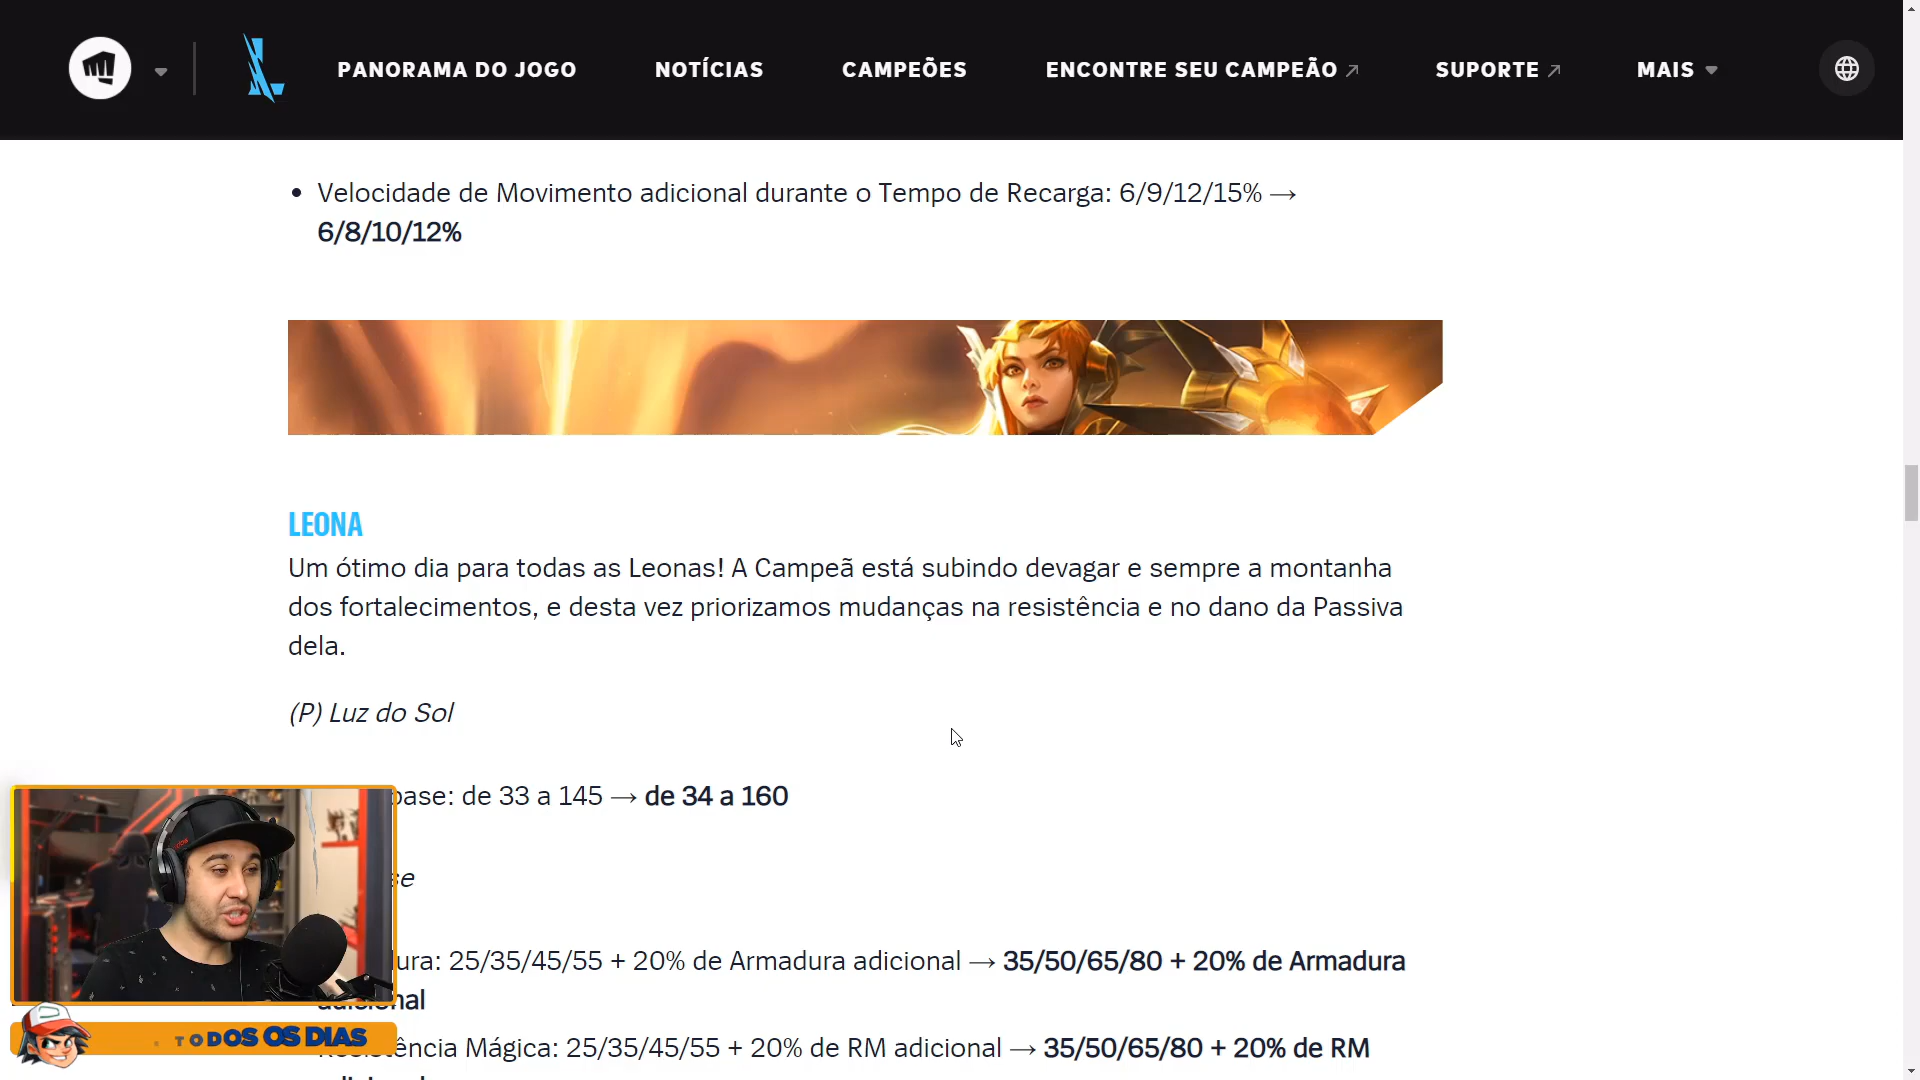 PANORAMA DO JOGO NOTÍCIAS CAMPEÕES ENCONTRE SEU CAMPEÃO SUPORTE MAIS
• Velocidade de Movimento adicional durante o Tempo de Recarga: 6/9/12/15% →
6/8/10/12%
LEONA
Um ótimo dia para todas as Leonas! A Campeã está subindo devagar e sempre a montanha
dos fortalecimentos, e desta vez priorizamos mudanças na resistência e no dano da Passiva
dela.
(P) Luz do Sol
base: de 33 a 145 → de 34 a 160
se
ura: 25/35/45/55 + 20% de Armadura adicional → 35/50/65/80 + 20% de Armadura
adicional
Resistência Mágica: 25/35/45/55 + 20% de RM adicional → 35/50/65/80 + 20% de RM
TODOS OS DIAS